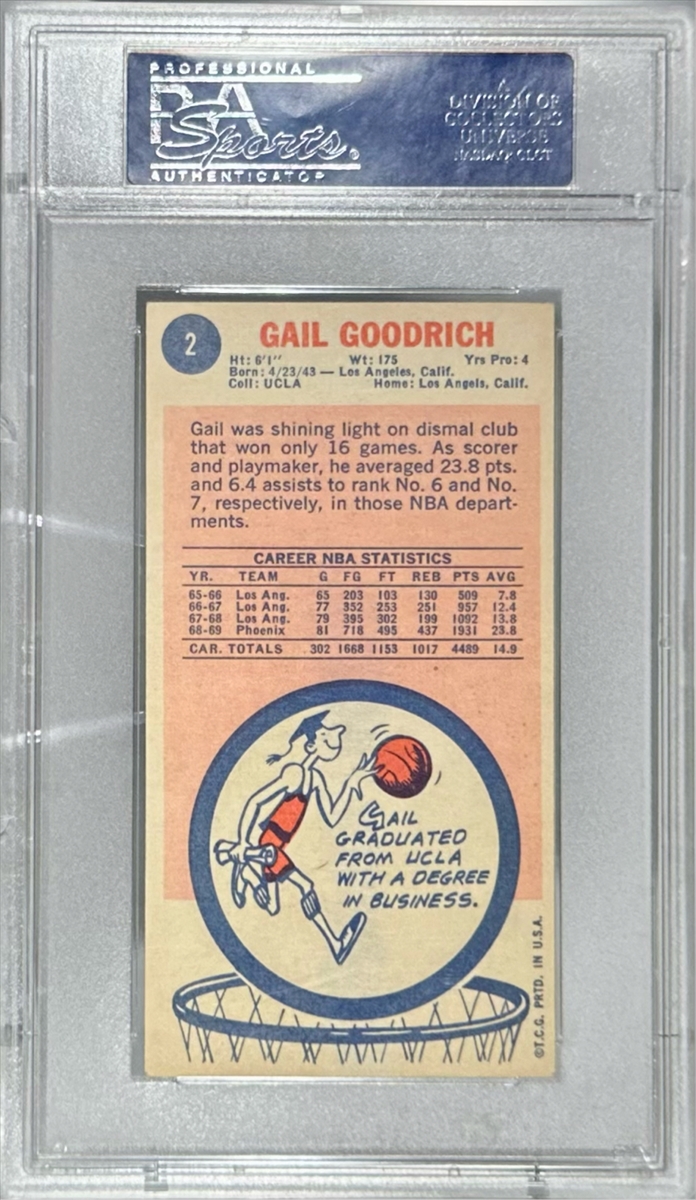 PROFESSIONAL
PSA
Sports®
AUTHENTICATOR
DIVISION OF
COLLECTORS
UNIVERSE
NASDAQ: CLCT
2
GAIL GOODRICH
Ht: 6'1" Wt: 175 Yrs Pro: 4
Born: 4/23/43 — Los Angeles, Calif.
Coll: UCLA Home: Los Angels, Calif.
Gail was shining light on dismal club
that won only 16 games. As scorer
and playmaker, he averaged 23.8 pts.
and 6.4 assists to rank No. 6 and No.
7, respectively, in those NBA depart-
ments.
CAREER NBA STATISTICS
YR. TEAM G FG FT REB PTS AVG
65-66 Los Ang. 65 203 103 130 509 7.8
66-67 Los Ang. 77 352 253 251 957 12.4
67-68 Los Ang. 79 395 302 199 1092 13.8
68-69 Phoenix 81 718 495 437 1931 23.8
CAR. TOTALS 302 1668 1153 1017 4489 14.9
GAIL
GRADUATED
FROM UCLA
WITH A DEGREE
IN BUSINESS.
©T.C.G. PRTD. IN U.S.A.